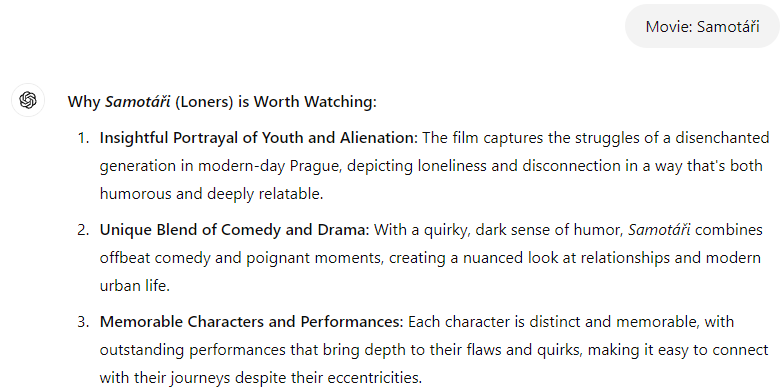 Movie: Samotáři
Why Samotáři (Loners) is Worth Watching:
1. Insightful Portrayal of Youth and Alienation: The film captures the struggles of a disenchanted
generation in modern-day Prague, depicting loneliness and disconnection in a way that's both
humorous and deeply relatable.
2. Unique Blend of Comedy and Drama: With a quirky, dark sense of humor, Samotáři combines
offbeat comedy and poignant moments, creating a nuanced look at relationships and modern
urban life.
3. Memorable Characters and Performances: Each character is distinct and memorable, with
outstanding performances that bring depth to their flaws and quirks, making it easy to connect
with their journeys despite their eccentricities.